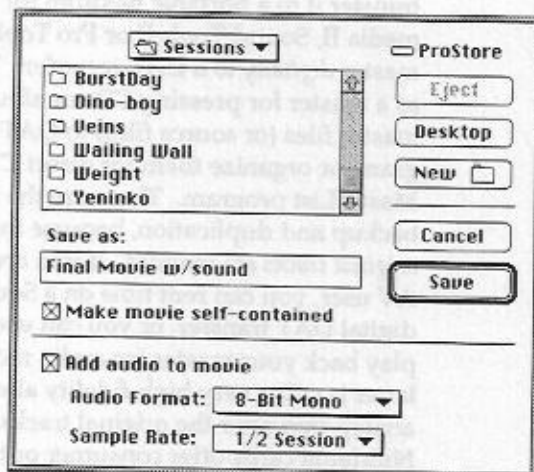 Sessions
ProStore
BurstDay
Dino boy
Veins
Wailing Wall
Weight
Yeninko
Eject
Desktop
New
Save as:
Final Movie w/sound
Cancel
Save
Make movie self-contained
Add audio to movie
Audio Format: 8-Bit Mono
Sample Rate: 1/2 Session